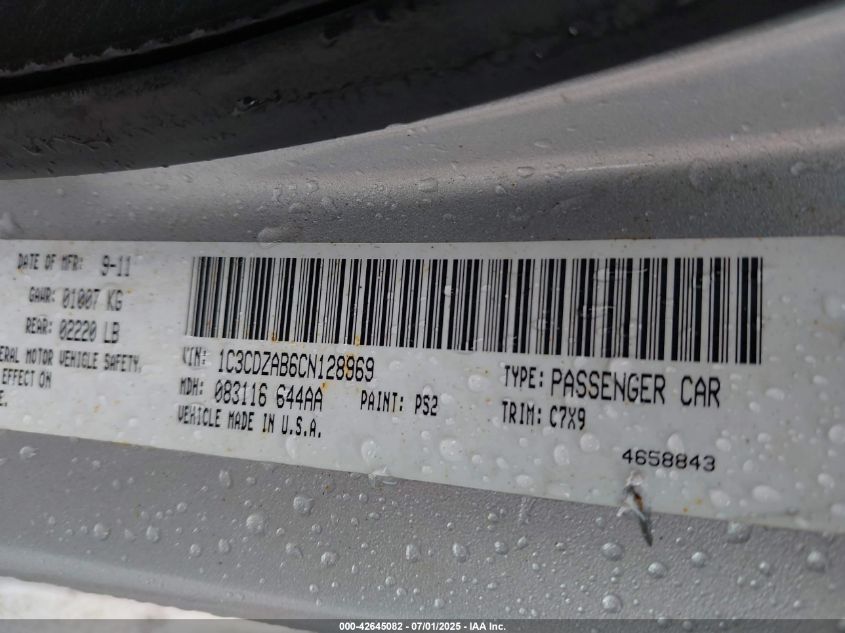 DATE OF MFR: 9-11
GAWR: 01007 KG
REAR: 02220 LB
ERAL MOTOR VEHICLE SAFETY,
EFFECT ON
E.
VIN: 1C3CDZAB6CN128969
MDH: 083116 644AA
PAINT: PS2
VEHICLE MADE IN U.S.A.
TYPE: PASSENGER CAR
TRIM: C7X9
4658843
000-42645082 - 07/01/2025 - IAA Inc.